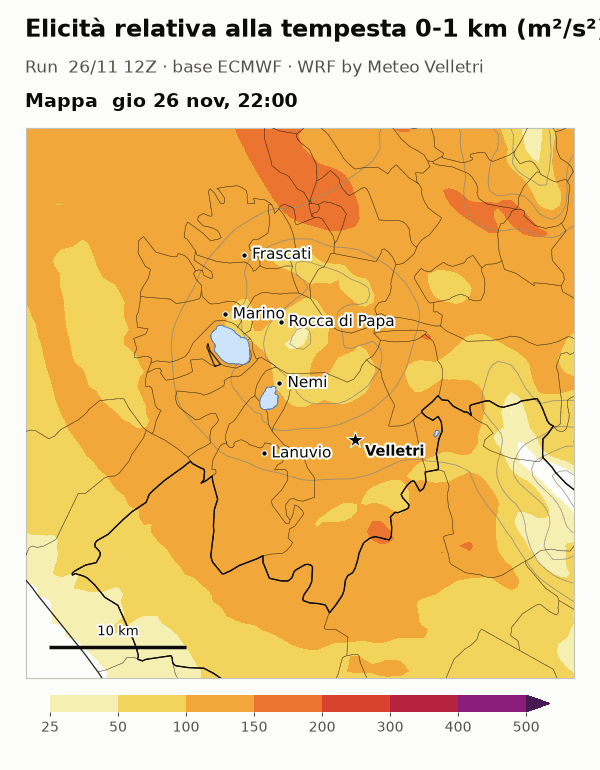 Elicità relativa alla tempesta 0-1 km (m²/s²)
Run  26/11 12Z · base ECMWF · WRF by Meteo Velletri
Mappa  gio 26 nov, 22:00
Frascati
Marino
Rocca di Papa
Nemi
Velletri
Lanuvio
10 km
25 50 100 150 200 300 400 500